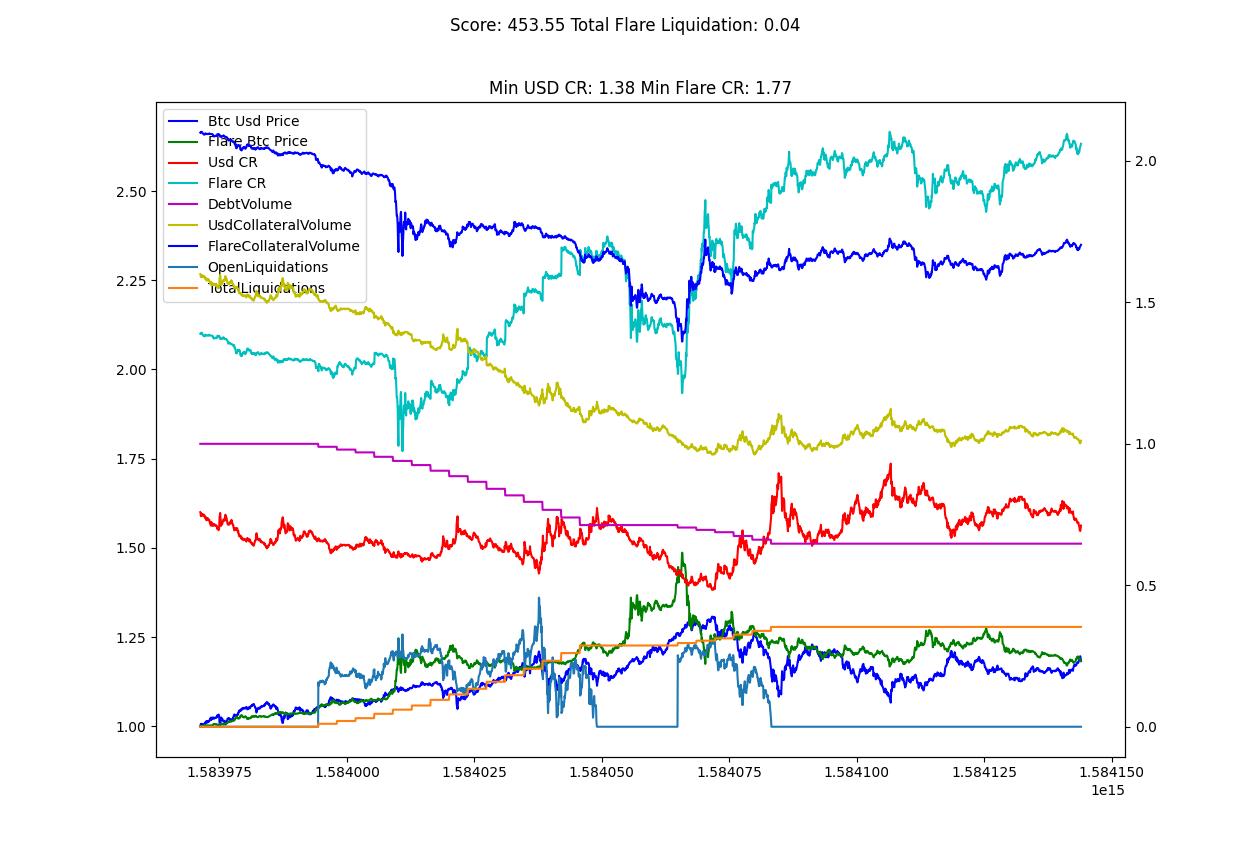 Score: 453.55 Total Flare Liquidation: 0.04
Min USD CR: 1.38 Min Flare CR: 1.77
Btc Usd Price
Flare Btc Price
Usd CR
Flare CR
DebtVolume
UsdCollateralVolume
FlareCollateralVolume
OpenLiquidations
TotalLiquidations
2.50
2.25
2.00
1.75
1.50
1.25
1.00
2.0
1.5
1.0
0.5
0.0
1.583975 1.584000 1.584025 1.584050 1.584075 1.584100 1.584125 1.584150
1e15